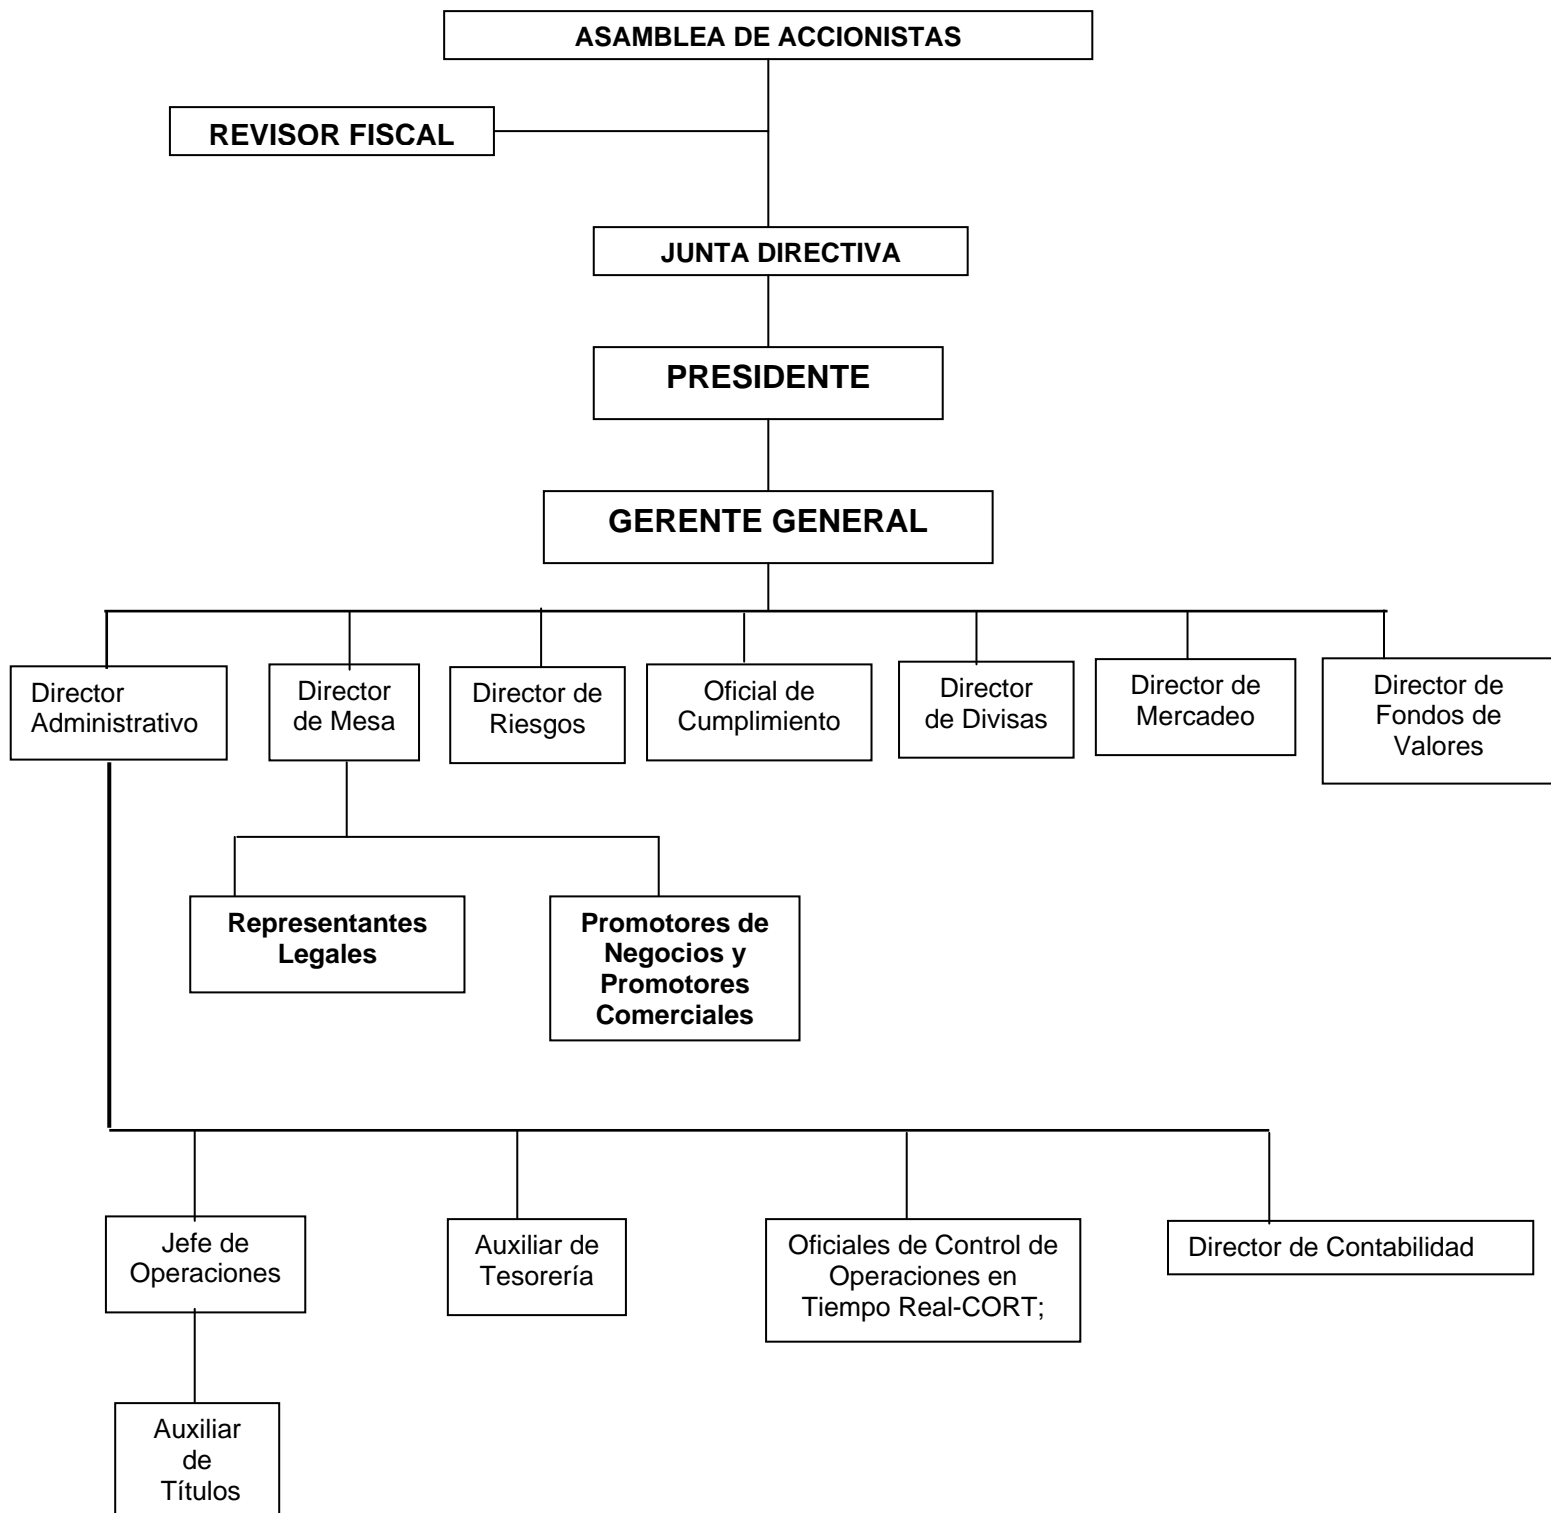 ASAMBLEA DE ACCIONISTAS
REVISOR FISCAL
JUNTA DIRECTIVA
PRESIDENTE
GERENTE GENERAL
Director
Administrativo
Director
de Mesa
Director de
Riesgos
Oficial de
Cumplimiento
Director
de Divisas
Director de
Mercadeo
Director de
Fondos de
Valores
Representantes
Legales
Promotores de
Negocios y
Promotores
Comerciales
Jefe de
Operaciones
Auxiliar de
Tesorería
Oficiales de Control de
Operaciones en
Tiempo Real-CORT;
Director de Contabilidad
Auxiliar
de
Títulos